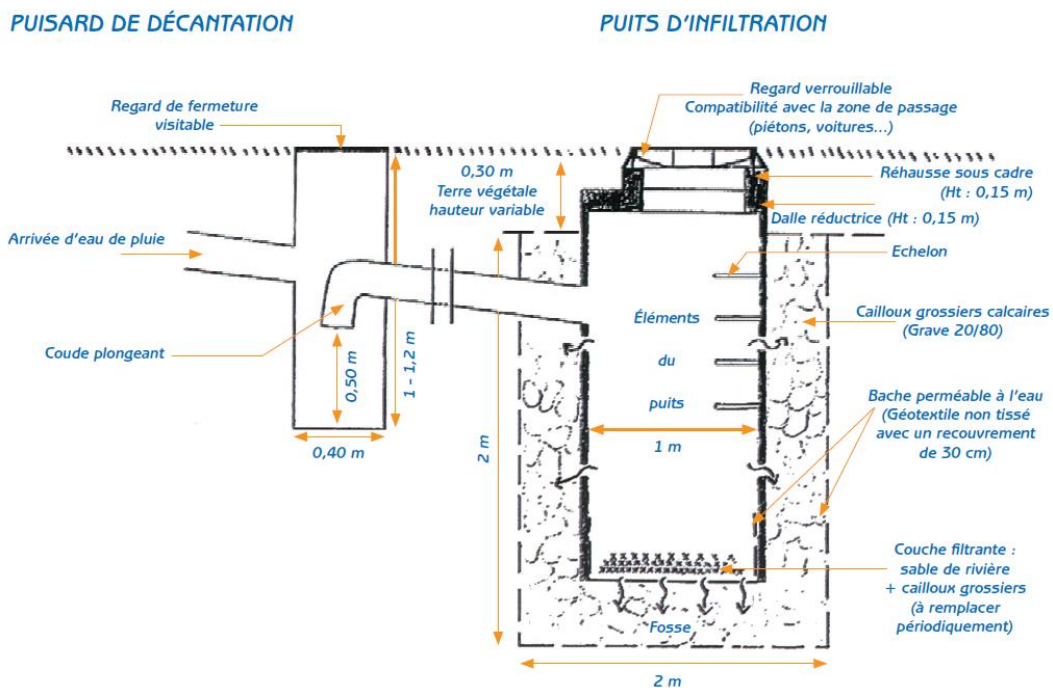 PUISARD DE DÉCANTATION
PUITS D'INFILTRATION
Regard de fermeture
visitable
Regard verrouillable
Compatibilité avec la zone de passage
(piétons, voitures...)
0,30 m
Terre végétale
hauteur variable
Réhausse sous cadre
(Ht : 0,15 m)
Dalle réductrice (Ht : 0,15 m)
Arrivée d'eau de pluie
Echelon
Coude plongeant
Éléments
du
puits
Cailloux grossiers calcaires
(Grave 20/80)
0,50 m
1 - 1,2 m
0,40 m
2 m
1 m
Bache perméable à l'eau
(Géotextile non tissé
avec un recouvrement
de 30 cm)
Couche filtrante :
sable de rivière
+ cailloux grossiers
(à remplacer
périodiquement)
Fosse
2 m